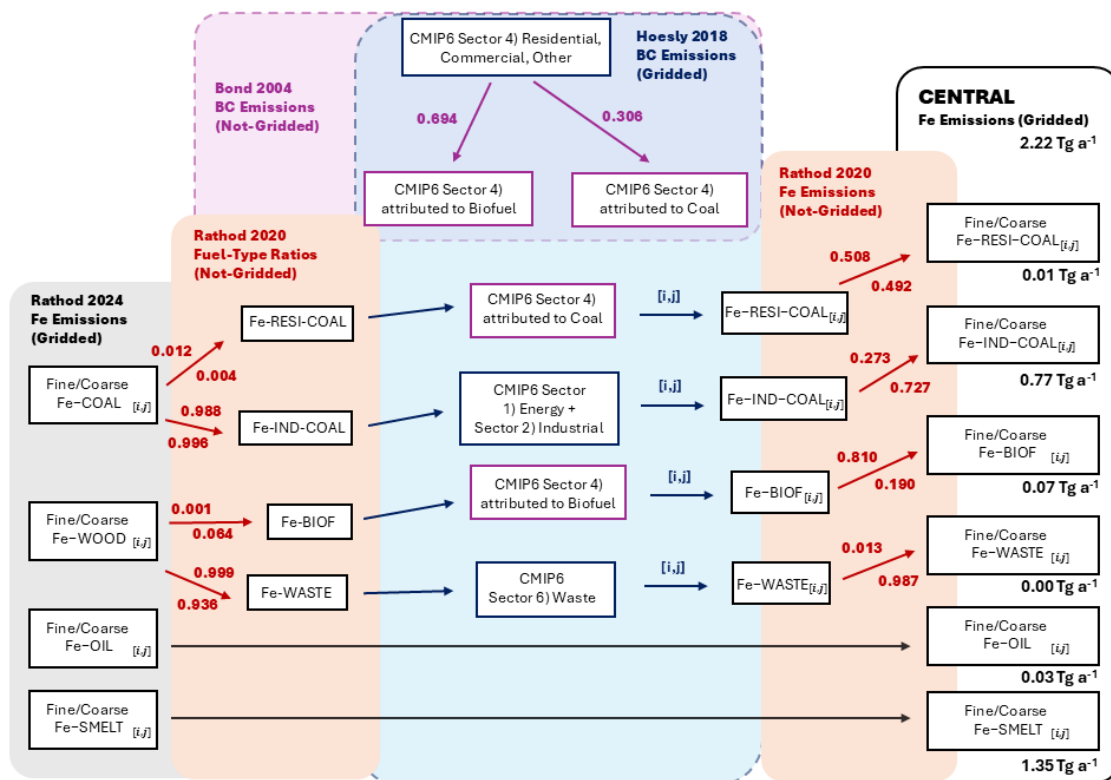 CMIP6 Sector 4) Residential,
Commercial, Other
Hoesly 2018
BC Emissions
(Gridded)
Bond 2004
BC Emissions
(Not-Gridded)
0.694
0.306
CENTRAL
Fe Emissions (Gridded)
2.22 Tg a⁻¹
CMIP6 Sector 4)
attributed to Biofuel
CMIP6 Sector 4)
attributed to Coal
Rathod 2020
Fe Emissions
(Not-Gridded)
Rathod 2020
Fuel-Type Ratios
(Not-Gridded)
Rathod 2024
Fe Emissions
(Gridded)
Fine/Coarse
Fe–COAL [i,j]
0.012
0.004
Fe-RESI-COAL
CMIP6 Sector 4)
attributed to Coal
[i,j]
Fe–RESI–COAL[i,j]
0.508
0.492
Fine/Coarse
Fe–RESI–COAL[i,j]
0.01 Tg a⁻¹
0.988
0.996
Fe-IND-COAL
CMIP6 Sector
1) Energy +
Sector 2) Industrial
[i,j]
Fe–IND–COAL[i,j]
0.273
0.727
Fine/Coarse
Fe–IND–COAL[i,j]
0.77 Tg a⁻¹
Fine/Coarse
Fe–WOOD [i,j]
0.001
0.064
Fe-BIOF
CMIP6 Sector 4)
attributed to Biofuel
[i,j]
Fe–BIOF[i,j]
0.810
0.190
Fine/Coarse
Fe–BIOF [i,j]
0.07 Tg a⁻¹
0.999
0.936
Fe-WASTE
CMIP6
Sector 6) Waste
[i,j]
Fe–WASTE[i,j]
0.013
0.987
Fine/Coarse
Fe–WASTE [i,j]
0.00 Tg a⁻¹
Fine/Coarse
Fe–OIL [i,j]
Fine/Coarse
Fe–OIL [i,j]
0.03 Tg a⁻¹
Fine/Coarse
Fe–SMELT [i,j]
Fine/Coarse
Fe–SMELT [i,j]
1.35 Tg a⁻¹